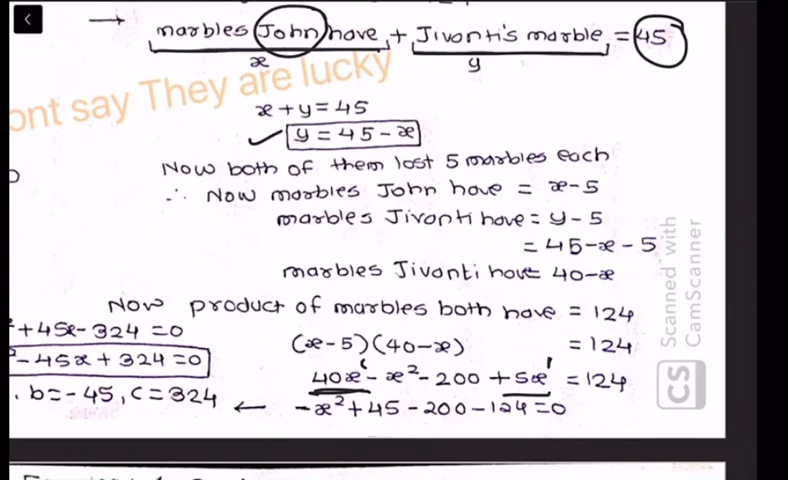 → marbles John have + Jivanti's marble = 45
x y
ont say They are lucky
x + y = 45
✓ y = 45 - x
Now both of them lost 5 marbles each
∴ Now marbles John have = x - 5
marbles Jivanti have = y - 5
= 45 - x - 5
marbles Jivanti have = 40 - x
Now product of marbles both have = 124
(x - 5)(40 - x) = 124
40x - x² - 200 + 5x = 124
- x² + 45 - 200 - 124 = 0
² + 45x - 324 = 0
² - 45x + 324 = 0
. b = - 45, c = 324 ←
CS Scanned with
CamScanner